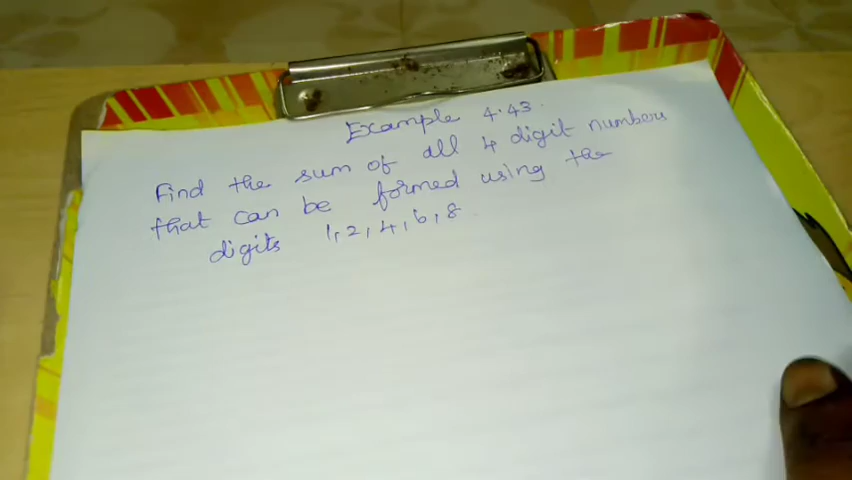 Example 4.43.
Find the sum of all 4 digit numbers
that can be formed using the
digits 1, 2, 4, 6, 8